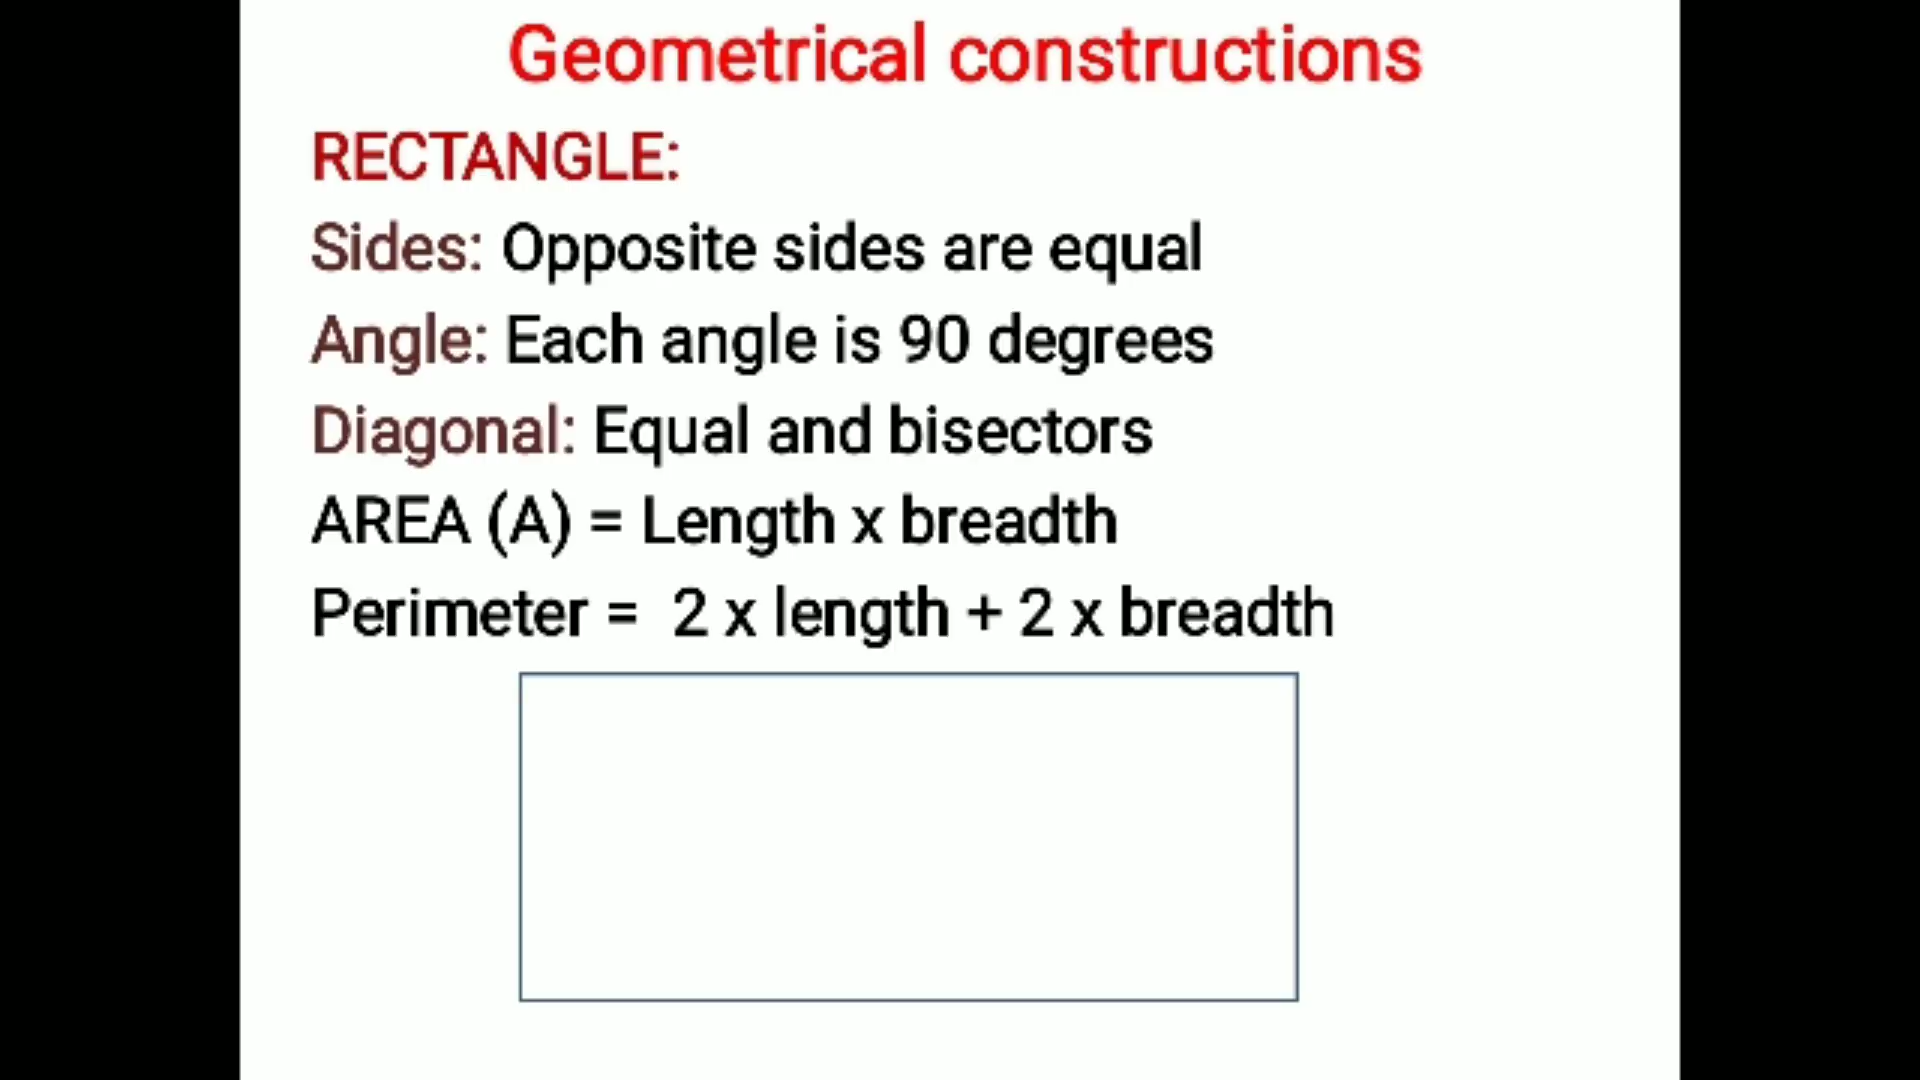 Geometrical constructions
RECTANGLE:
Sides: Opposite sides are equal
Angle: Each angle is 90 degrees
Diagonal: Equal and bisectors
AREA (A) = Length x breadth
Perimeter = 2 x length + 2 x breadth